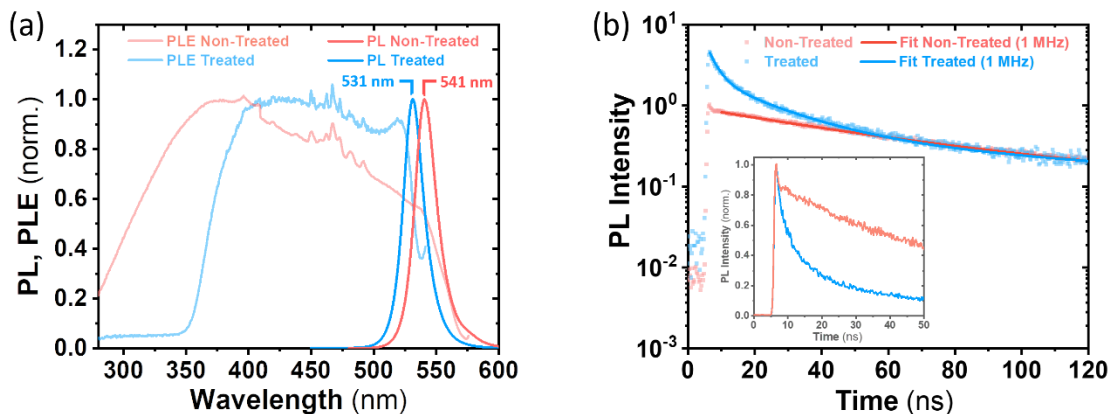 (a)
PLE Non-Treated
PL Non-Treated
PLE Treated
PL Treated
531 nm
541 nm
1.2
1.0
0.8
0.6
0.4
0.2
0.0
PL, PLE (norm.)
300
350
400
450
500
550
600
Wavelength (nm)
(b)
Non-Treated
Fit Non-Treated (1 MHz)
Treated
Fit Treated (1 MHz)
10^1
10^0
10^-1
10^-2
10^-3
PL Intensity
0
20
40
60
80
100
120
Time (ns)
1.0
0.8
0.6
0.4
0.2
0.0
PL Intensity (norm.)
0
10
20
30
40
50
Time (ns)